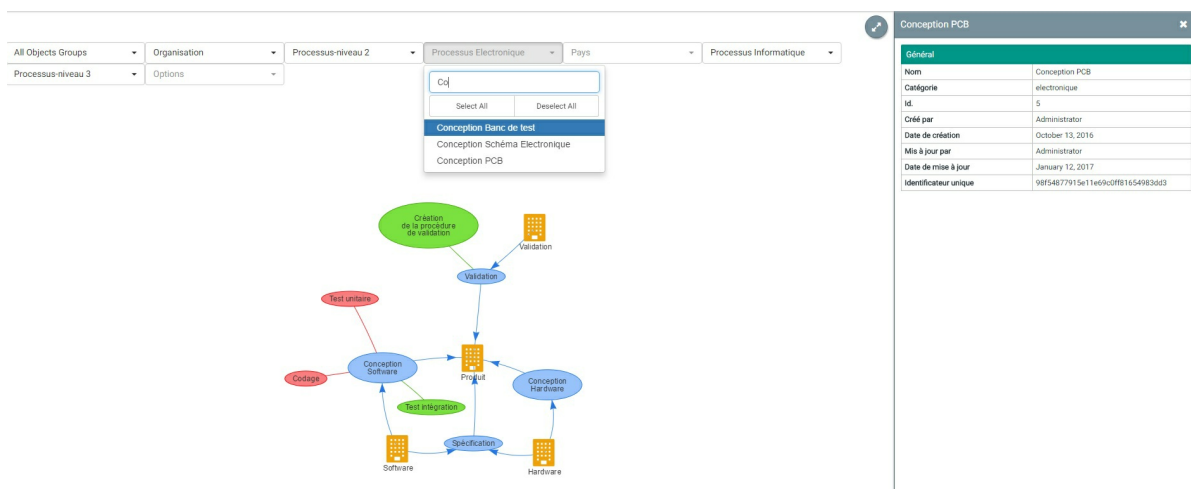 Conception PCB
All Objects Groups
Organisation
Processus-niveau 2
Processus Electronique
Pays
Processus Informatique
Processus-niveau 3
Options
Co
Select All
Deselect All
Conception Banc de test
Conception Schéma Electronique
Conception PCB
Général
Nom Conception PCB
Catégorie electronique
Id. 5
Créé par Administrator
Date de création October 13, 2016
Mis à jour par Administrator
Date de mise à jour January 12, 2017
Identificateur unique 98f54877915e11e69c0ff81654983dd3
Création
de la procèdure
de validation
Validation
Validation
Test unitaire
Conception
Software
Produit
Codage
Conception
Hardware
Test intègration
Spècification
Software
Hardware